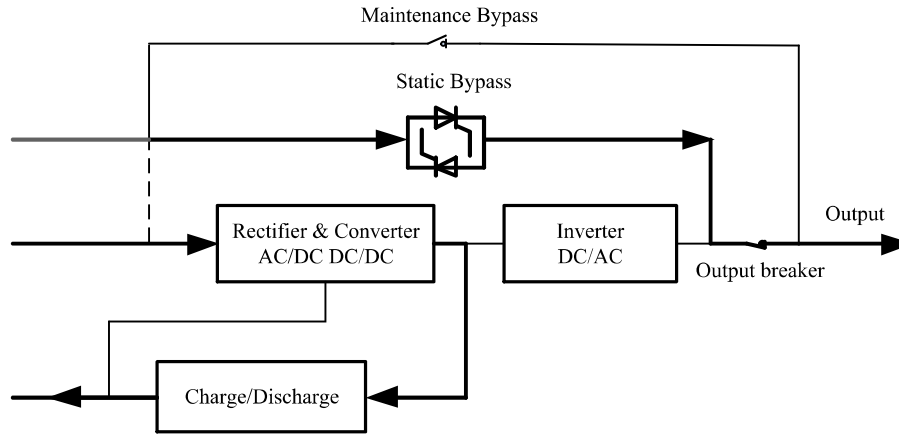 Maintenance Bypass
Static Bypass
Rectifier & Converter
AC/DC DC/DC
Inverter
DC/AC
Output
Output breaker
Charge/Discharge